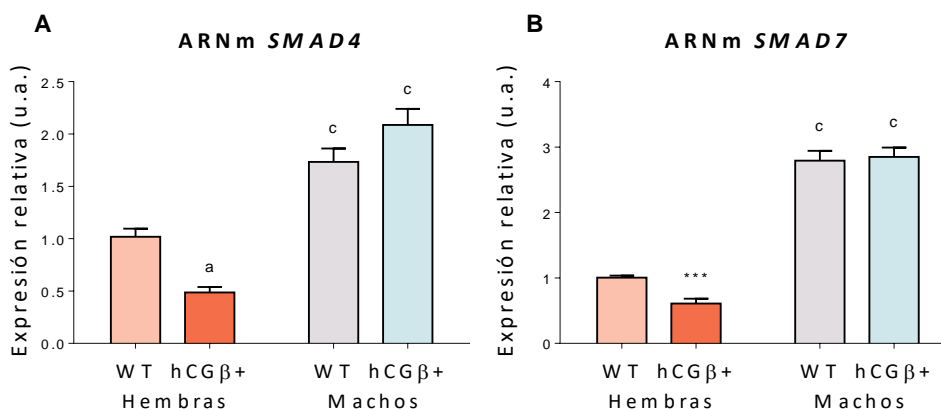 A
ARNm SMAD4
Expresión relativa (u.a.)
2.5
2.0
1.5
1.0
0.5
0.0
a
c
c
WT hCGβ+ WT hCGβ+
Hembras Machos
B
ARNm SMAD7
Expresión relativa (u.a.)
4
3
2
1
0
***
c
c
WT hCGβ+ WT hCGβ+
Hembras Machos